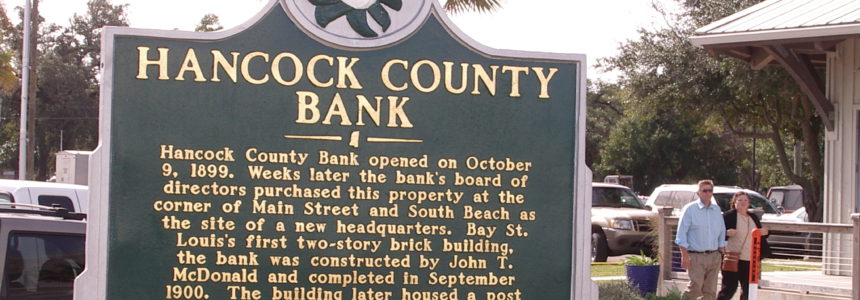 HANCOCK COUNTY
BANK
Hancock County Bank opened on October
9, 1899. Weeks later the bank's board of
directors purchased this property at the
corner of Main Street and South Beach as
the site of a new headquarters. Bay St.
Louis's first two-story brick building,
the bank was constructed by John T.
McDonald and completed in September
1900. The building later housed a post